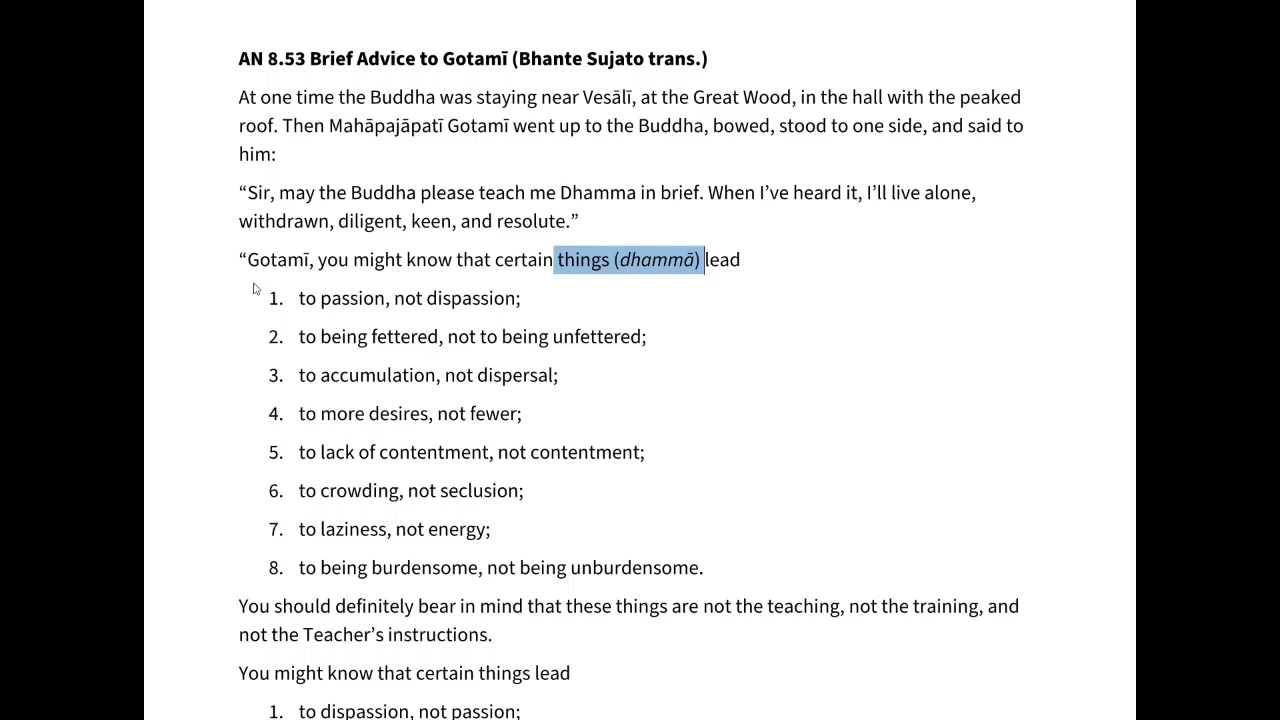 AN 8.53 Brief Advice to Gotamī (Bhante Sujato trans.)
At one time the Buddha was staying near Vesālī, at the Great Wood, in the hall with the peaked
roof. Then Mahāpajāpatī Gotamī went up to the Buddha, bowed, stood to one side, and said to
him:
“Sir, may the Buddha please teach me Dhamma in brief. When I’ve heard it, I’ll live alone,
withdrawn, diligent, keen, and resolute.”
“Gotamī, you might know that certain things (dhammā) lead
1. to passion, not dispassion;
2. to being fettered, not to being unfettered;
3. to accumulation, not dispersal;
4. to more desires, not fewer;
5. to lack of contentment, not contentment;
6. to crowding, not seclusion;
7. to laziness, not energy;
8. to being burdensome, not being unburdensome.
You should definitely bear in mind that these things are not the teaching, not the training, and
not the Teacher’s instructions.
You might know that certain things lead
1. to dispassion, not passion;